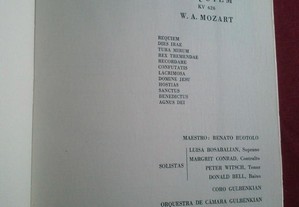 KV 626
W. A. MOZART
REQUIEM
DIES IRAE
TUBA MIRUM
REX TREMENDAE
RECORDARE
CONFUTATIS
LACRIMOSA
DOMINE JESU
HOSTIAS
SANCTUS
BENEDICTUS
AGNUS DEI
MAESTRO: RENATO RUOTOLO
SOLISTAS
LUISA BOSABALIAN, Soprano
MARGRIT CONRAD, Contralto
PETER WITSCH, Tenor
DONALD BELL, Baixo
CORO GULBENKIAN
ORQUESTRA DE CÂMARA GULBENKIAN